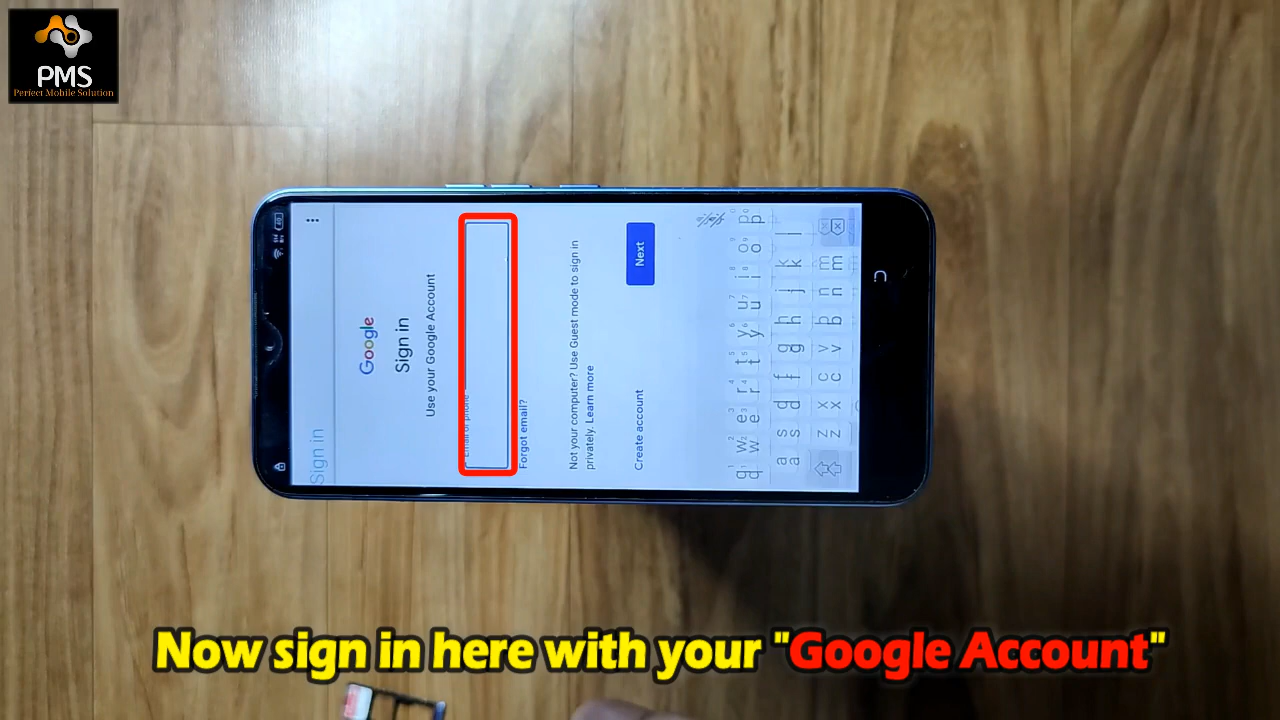 PMS
Perfect Mobile Solution
Sign in
Google
Sign in
Use your Google Account
Email or phone
Forgot email?
Not your computer? Use Guest mode to sign in
privately. Learn more
Create account
Next
q w e r t y u i o p
a s d f g h j k l
z x c v b n m
Now sign in here with your "Google Account"